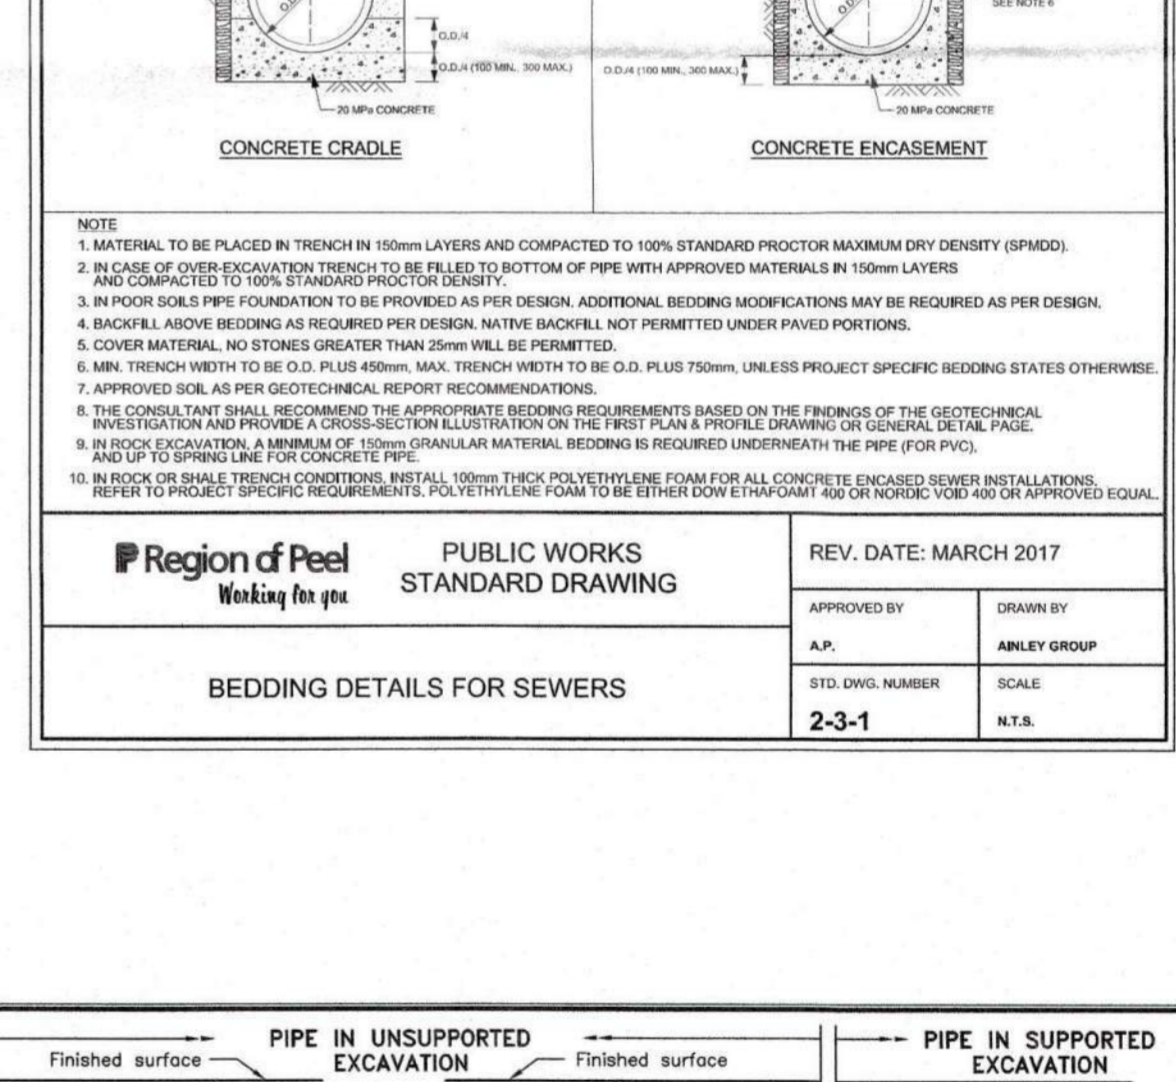 O.D.
O.D./4
O.D./4 (100 MIN., 300 MAX.)
20 MPa CONCRETE
CONCRETE CRADLE
O.D.
SEE NOTE 6
O.D./4 (100 MIN., 300 MAX.)
20 MPa CONCRETE
CONCRETE ENCASEMENT
NOTE
1. MATERIAL TO BE PLACED IN TRENCH IN 150mm LAYERS AND COMPACTED TO 100% STANDARD PROCTOR MAXIMUM DRY DENSITY (SPMDD).
2. IN CASE OF OVER-EXCAVATION TRENCH TO BE FILLED TO BOTTOM OF PIPE WITH APPROVED MATERIALS IN 150mm LAYERS
AND COMPACTED TO 100% STANDARD PROCTOR DENSITY.
3. IN POOR SOILS PIPE FOUNDATION TO BE PROVIDED AS PER DESIGN. ADDITIONAL BEDDING MODIFICATIONS MAY BE REQUIRED AS PER DESIGN.
4. BACKFILL ABOVE BEDDING AS REQUIRED PER DESIGN. NATIVE BACKFILL NOT PERMITTED UNDER PAVED PORTIONS.
5. COVER MATERIAL, NO STONES GREATER THAN 25mm WILL BE PERMITTED.
6. MIN. TRENCH WIDTH TO BE O.D. PLUS 450mm, MAX. TRENCH WIDTH TO BE O.D. PLUS 750mm, UNLESS PROJECT SPECIFIC BEDDING STATES OTHERWISE.
7. APPROVED SOIL AS PER GEOTECHNICAL REPORT RECOMMENDATIONS.
8. THE CONSULTANT SHALL RECOMMEND THE APPROPRIATE BEDDING REQUIREMENTS BASED ON THE FINDINGS OF THE GEOTECHNICAL
INVESTIGATION AND PROVIDE A CROSS-SECTION ILLUSTRATION ON THE FIRST PLAN & PROFILE DRAWING OR GENERAL DETAIL PAGE.
9. IN ROCK EXCAVATION, A MINIMUM OF 150mm GRANULAR MATERIAL BEDDING IS REQUIRED UNDERNEATH THE PIPE (FOR PVC),
AND UP TO SPRING LINE FOR CONCRETE PIPE.
10. IN ROCK OR SHALE TRENCH CONDITIONS, INSTALL 100mm THICK POLYETHYLENE FOAM FOR ALL CONCRETE ENCASED SEWER INSTALLATIONS.
REFER TO PROJECT SPECIFIC REQUIREMENTS. POLYETHYLENE FOAM TO BE EITHER DOW ETHAFOAMT 400 OR NORDIC VOID 400 OR APPROVED EQUAL.
Region of Peel
Working for you
PUBLIC WORKS
STANDARD DRAWING
REV. DATE: MARCH 2017
APPROVED BY
A.P.
DRAWN BY
AINLEY GROUP
BEDDING DETAILS FOR SEWERS
STD. DWG. NUMBER
2-3-1
SCALE
N.T.S.
PIPE IN UNSUPPORTED
EXCAVATION
Finished surface
Finished surface
PIPE IN SUPPORTED
EXCAVATION